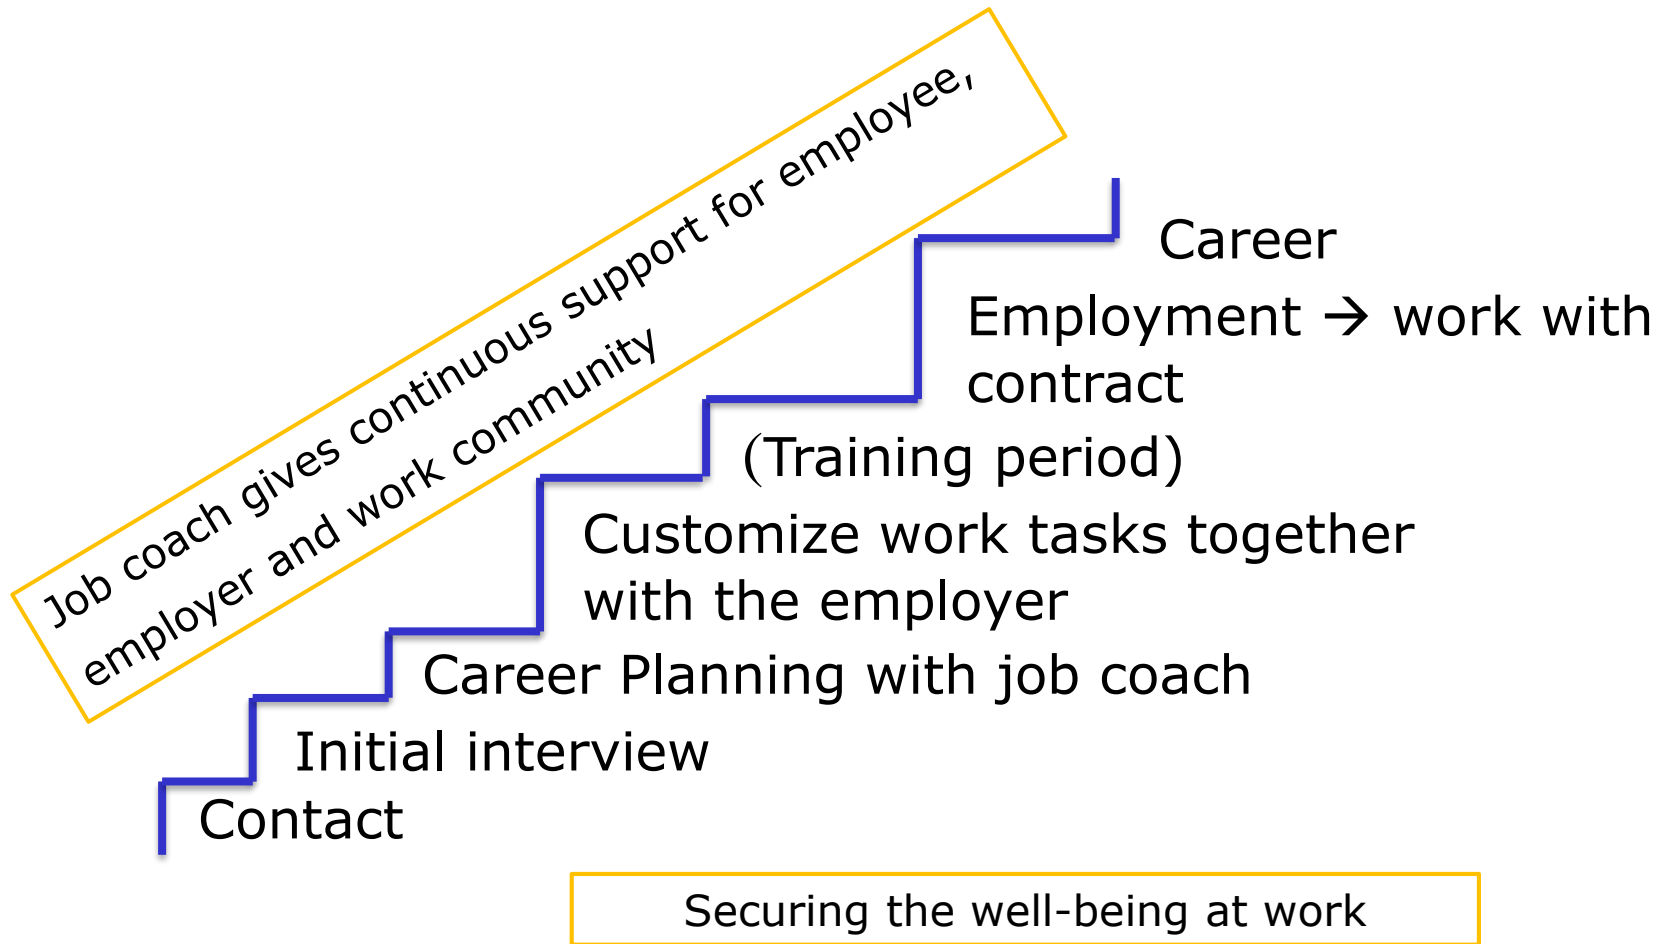 Job coach gives continuous support for employee,
employer and work community
Career
Employment → work with
contract
(Training period)
Customize work tasks together
with the employer
Career Planning with job coach
Initial interview
Contact
Securing the well-being at work